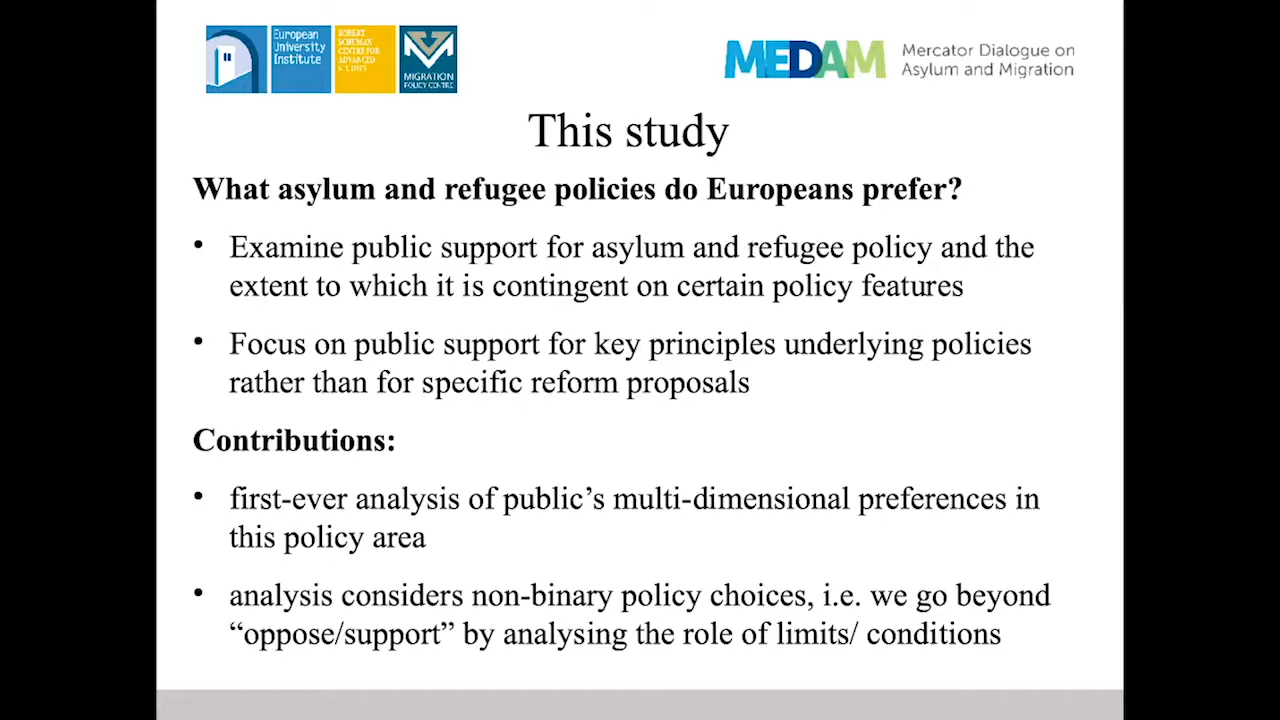 European
University
Institute
ROBERT
SCHUMAN
CENTRE FOR
ADVANCED
STUDIES
MIGRATION
POLICY CENTRE
MEDAM
Mercator Dialogue on
Asylum and Migration
This study
What asylum and refugee policies do Europeans prefer?
• Examine public support for asylum and refugee policy and the
extent to which it is contingent on certain policy features
• Focus on public support for key principles underlying policies
rather than for specific reform proposals
Contributions:
• first-ever analysis of public’s multi-dimensional preferences in
this policy area
• analysis considers non-binary policy choices, i.e. we go beyond
“oppose/support” by analysing the role of limits/ conditions